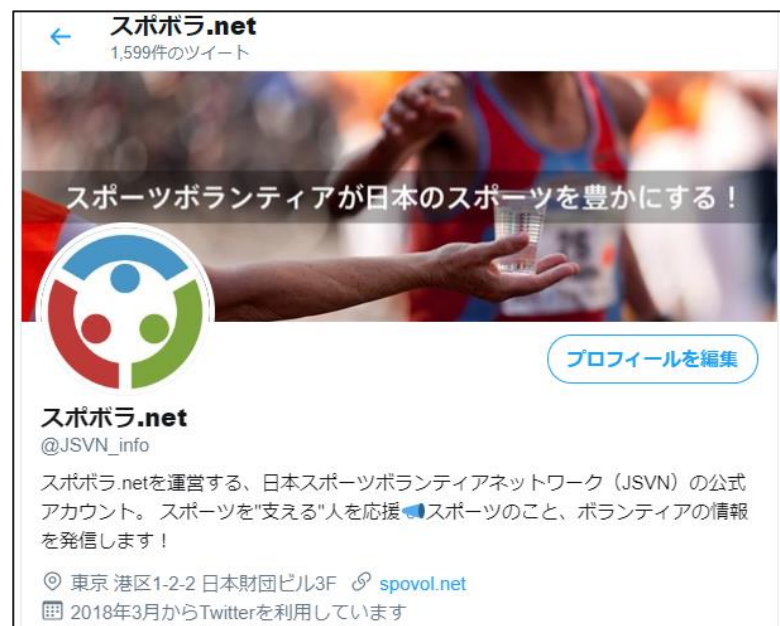 スポボラ.net
1,599件のツイート
スポーツボランティアが日本のスポーツを豊かにする！
プロフィールを編集
スポボラ.net
@JSVN_info
スポボラ.netを運営する、日本スポーツボランティアネットワーク（JSVN）の公式
アカウント。 スポーツを"支える"人を応援📣スポーツのこと、ボランティアの情報
を発信します！
東京 港区1-2-2 日本財団ビル3F spovol.net
2018年3月からTwitterを利用しています